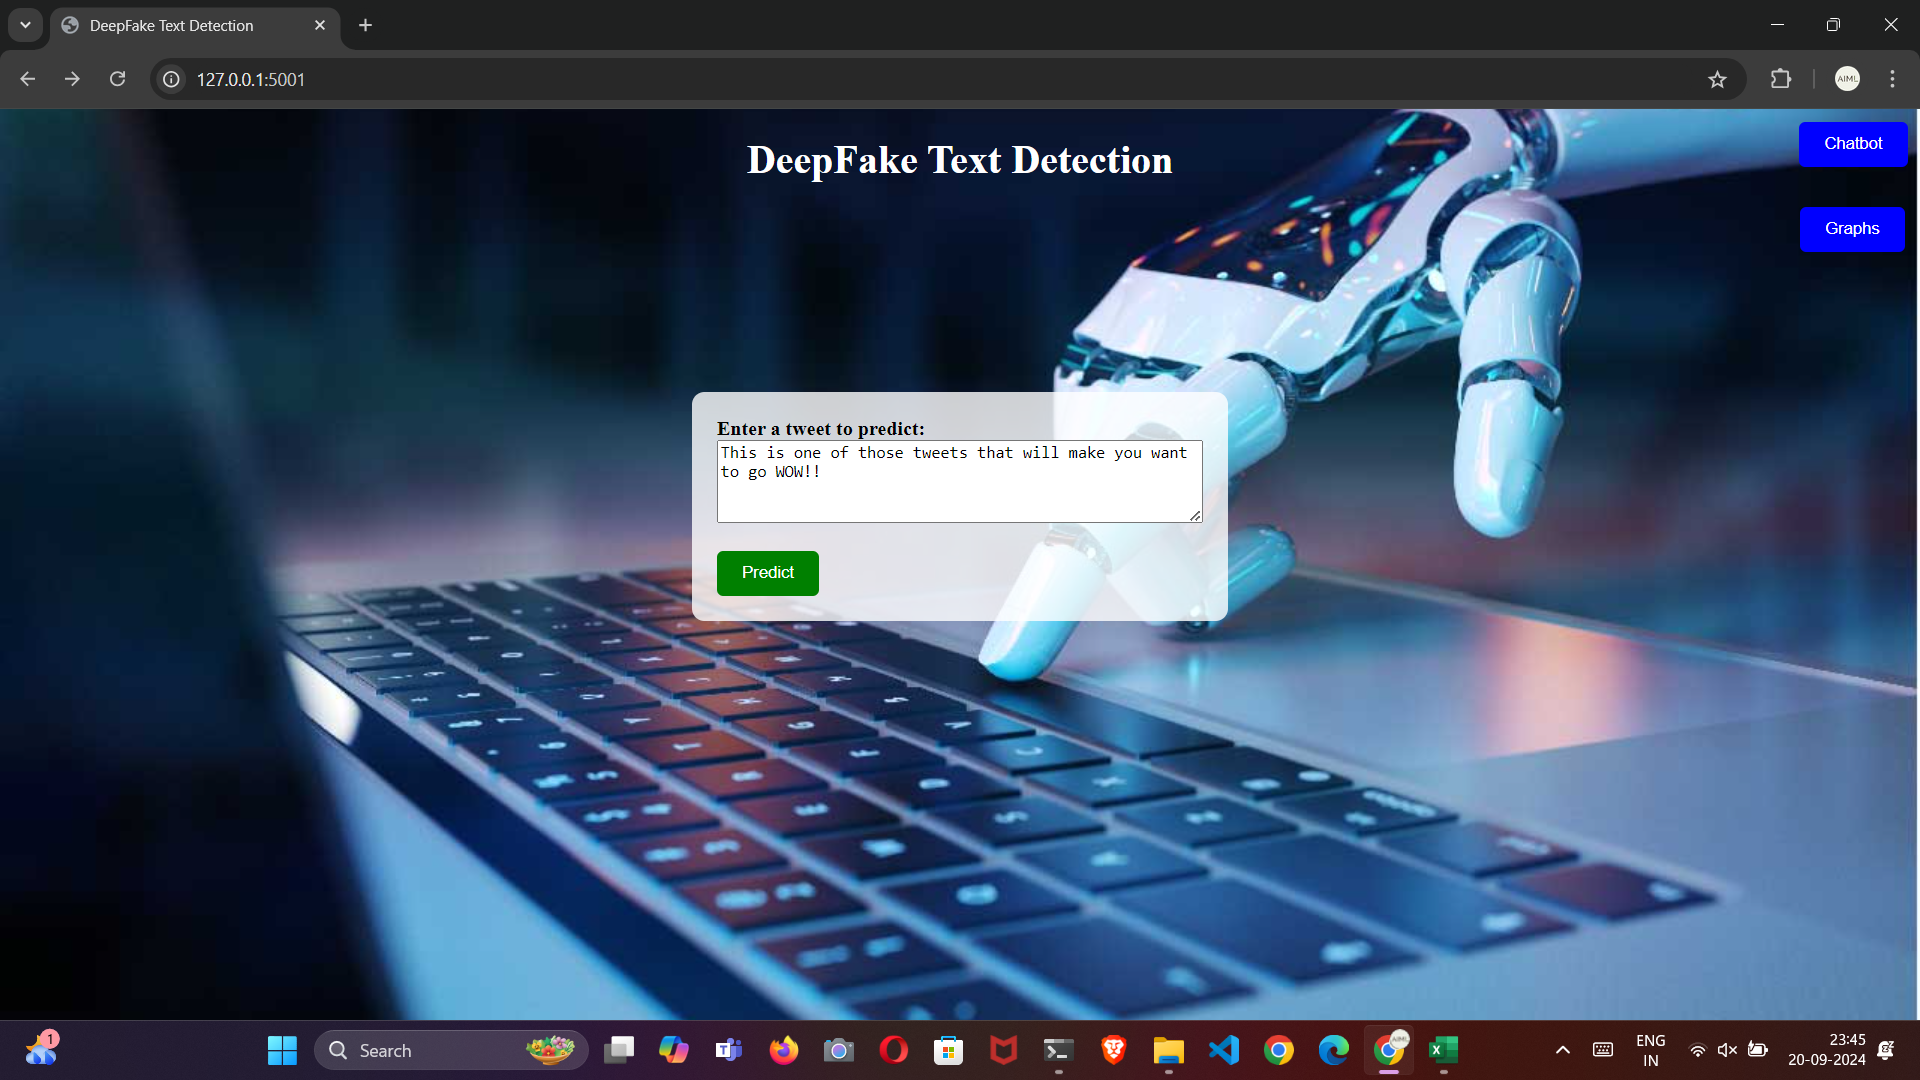 DeepFake Text Detection
127.0.0.1:5001
AIML
DeepFake Text Detection
Chatbot
Graphs
Enter a tweet to predict:
This is one of those tweets that will make you want
to go WOW!!
Predict
1
Search
ENG
IN
23:45
20-09-2024